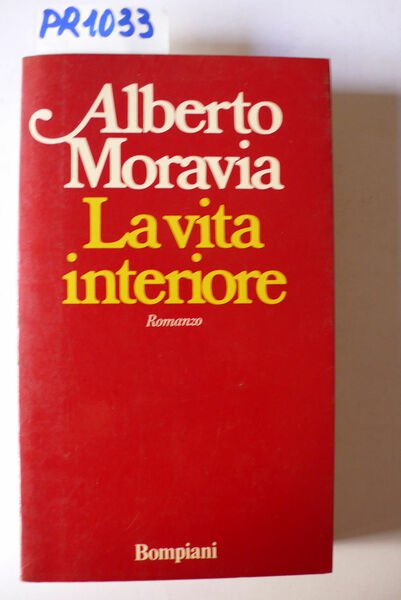 PR1033
Alberto
Moravia
La vita
interiore
Romanzo
Bompiani